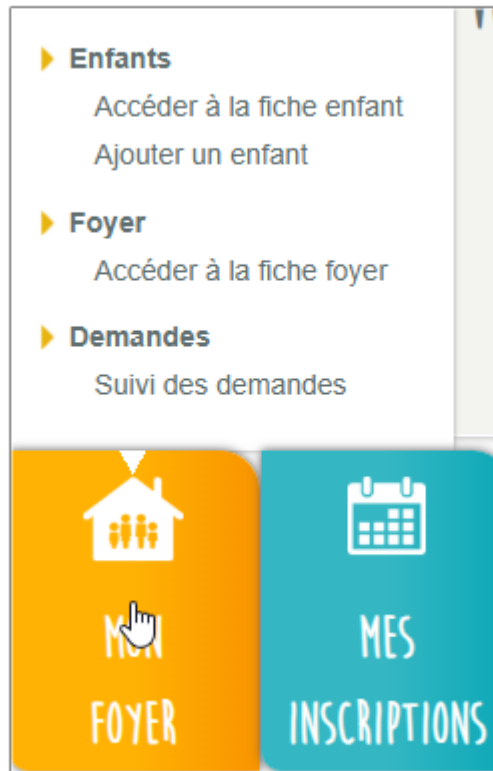 Enfants
Accéder à la fiche enfant
Ajouter un enfant
Foyer
Accéder à la fiche foyer
Demandes
Suivi des demandes
MON
FOYER
MES
INSCRIPTIONS